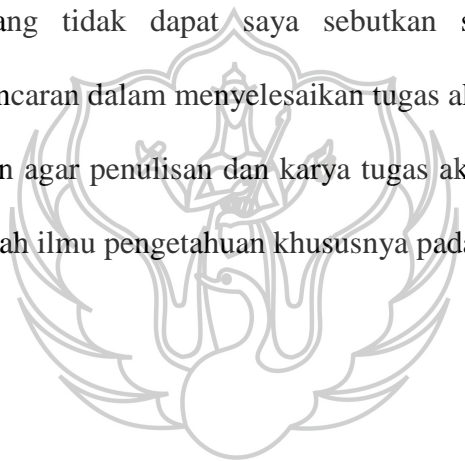 ang tidak dapat saya sebutkan s
ncaran dalam menyelesaikan tugas al
n agar penulisan dan karya tugas ak
ah ilmu pengetahuan khususnya pada